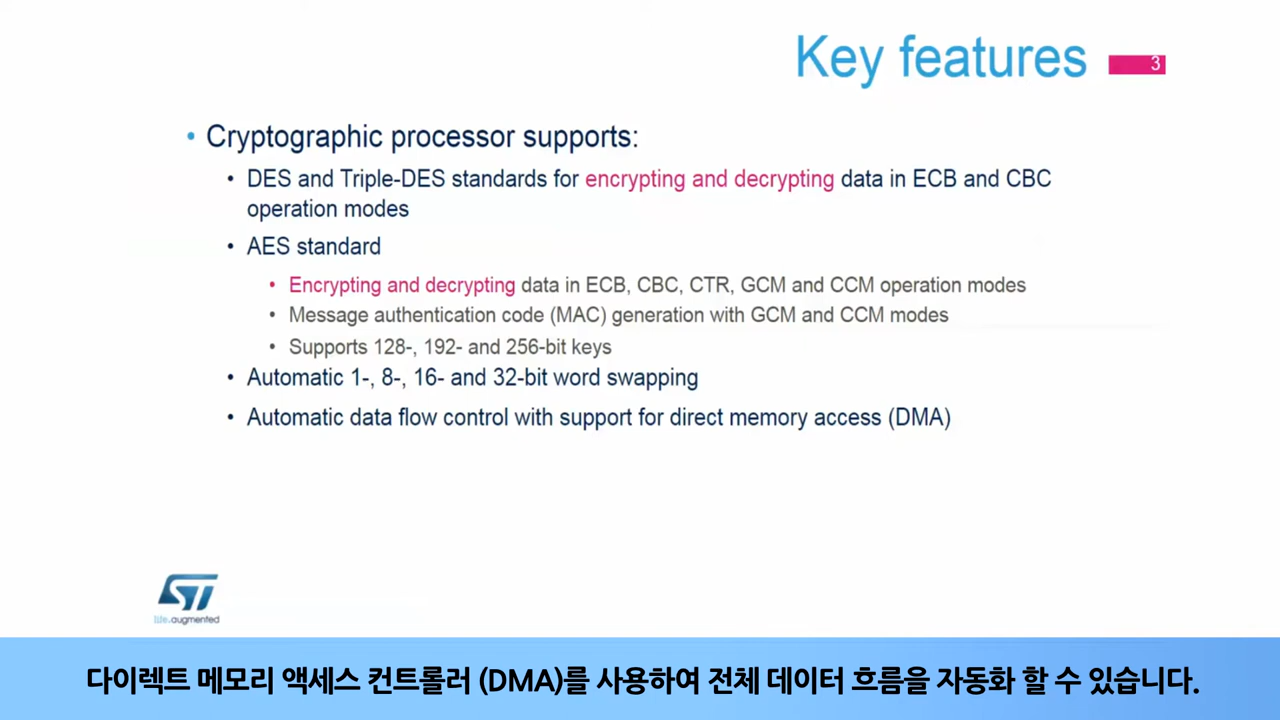 Key features
3
• Cryptographic processor supports:
• DES and Triple-DES standards for encrypting and decrypting data in ECB and CBC
operation modes
• AES standard
• Encrypting and decrypting data in ECB, CBC, CTR, GCM and CCM operation modes
• Message authentication code (MAC) generation with GCM and CCM modes
• Supports 128-, 192- and 256-bit keys
• Automatic 1-, 8-, 16- and 32-bit word swapping
• Automatic data flow control with support for direct memory access (DMA)
ST
life.augmented
다이렉트 메모리 액세스 컨트롤러 (DMA)를 사용하여 전체 데이터 흐름을 자동화 할 수 있습니다.